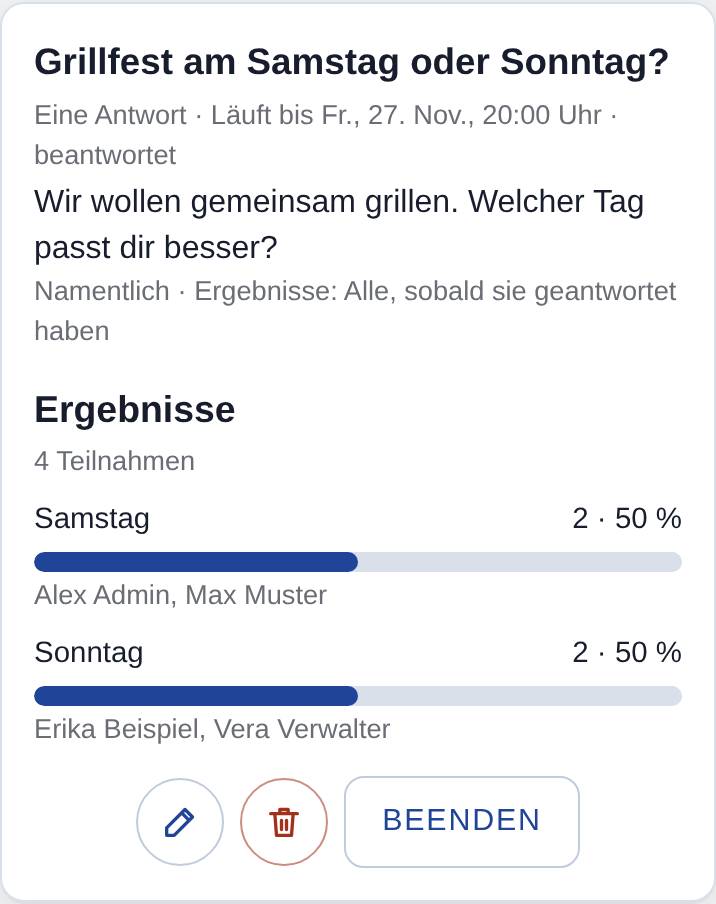 Grillfest am Samstag oder Sonntag?
Eine Antwort · Läuft bis Fr., 27. Nov., 20:00 Uhr ·
beantwortet
Wir wollen gemeinsam grillen. Welcher Tag
passt dir besser?
Namentlich · Ergebnisse: Alle, sobald sie geantwortet
haben
Ergebnisse
4 Teilnahmen
Samstag 2 · 50 %
Alex Admin, Max Muster
Sonntag 2 · 50 %
Erika Beispiel, Vera Verwalter
BEENDEN